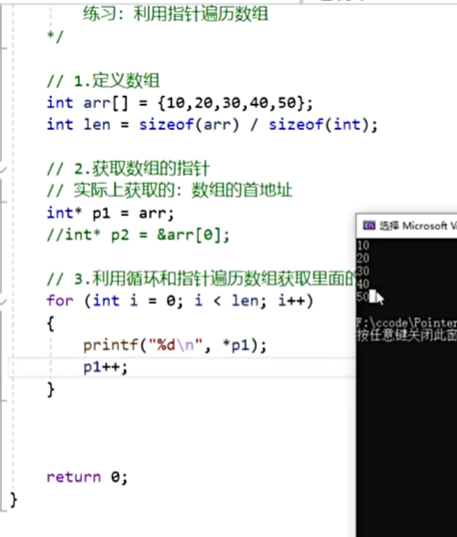 练习：利用指针遍历数组
*/
// 1.定义数组
int arr[] = {10,20,30,40,50};
int len = sizeof(arr) / sizeof(int);
// 2.获取数组的指针
// 实际上获取的：数组的首地址
int* p1 = arr;
//int* p2 = &arr[0];
// 3.利用循环和指针遍历数组获取里面的
for (int i = 0; i < len; i++)
{
printf("%d\n", *p1);
p1++;
}
return 0;
}
选择 Microsoft
10
20
30
40
50
F:\ccode\Pointer
按任意键关闭此窗